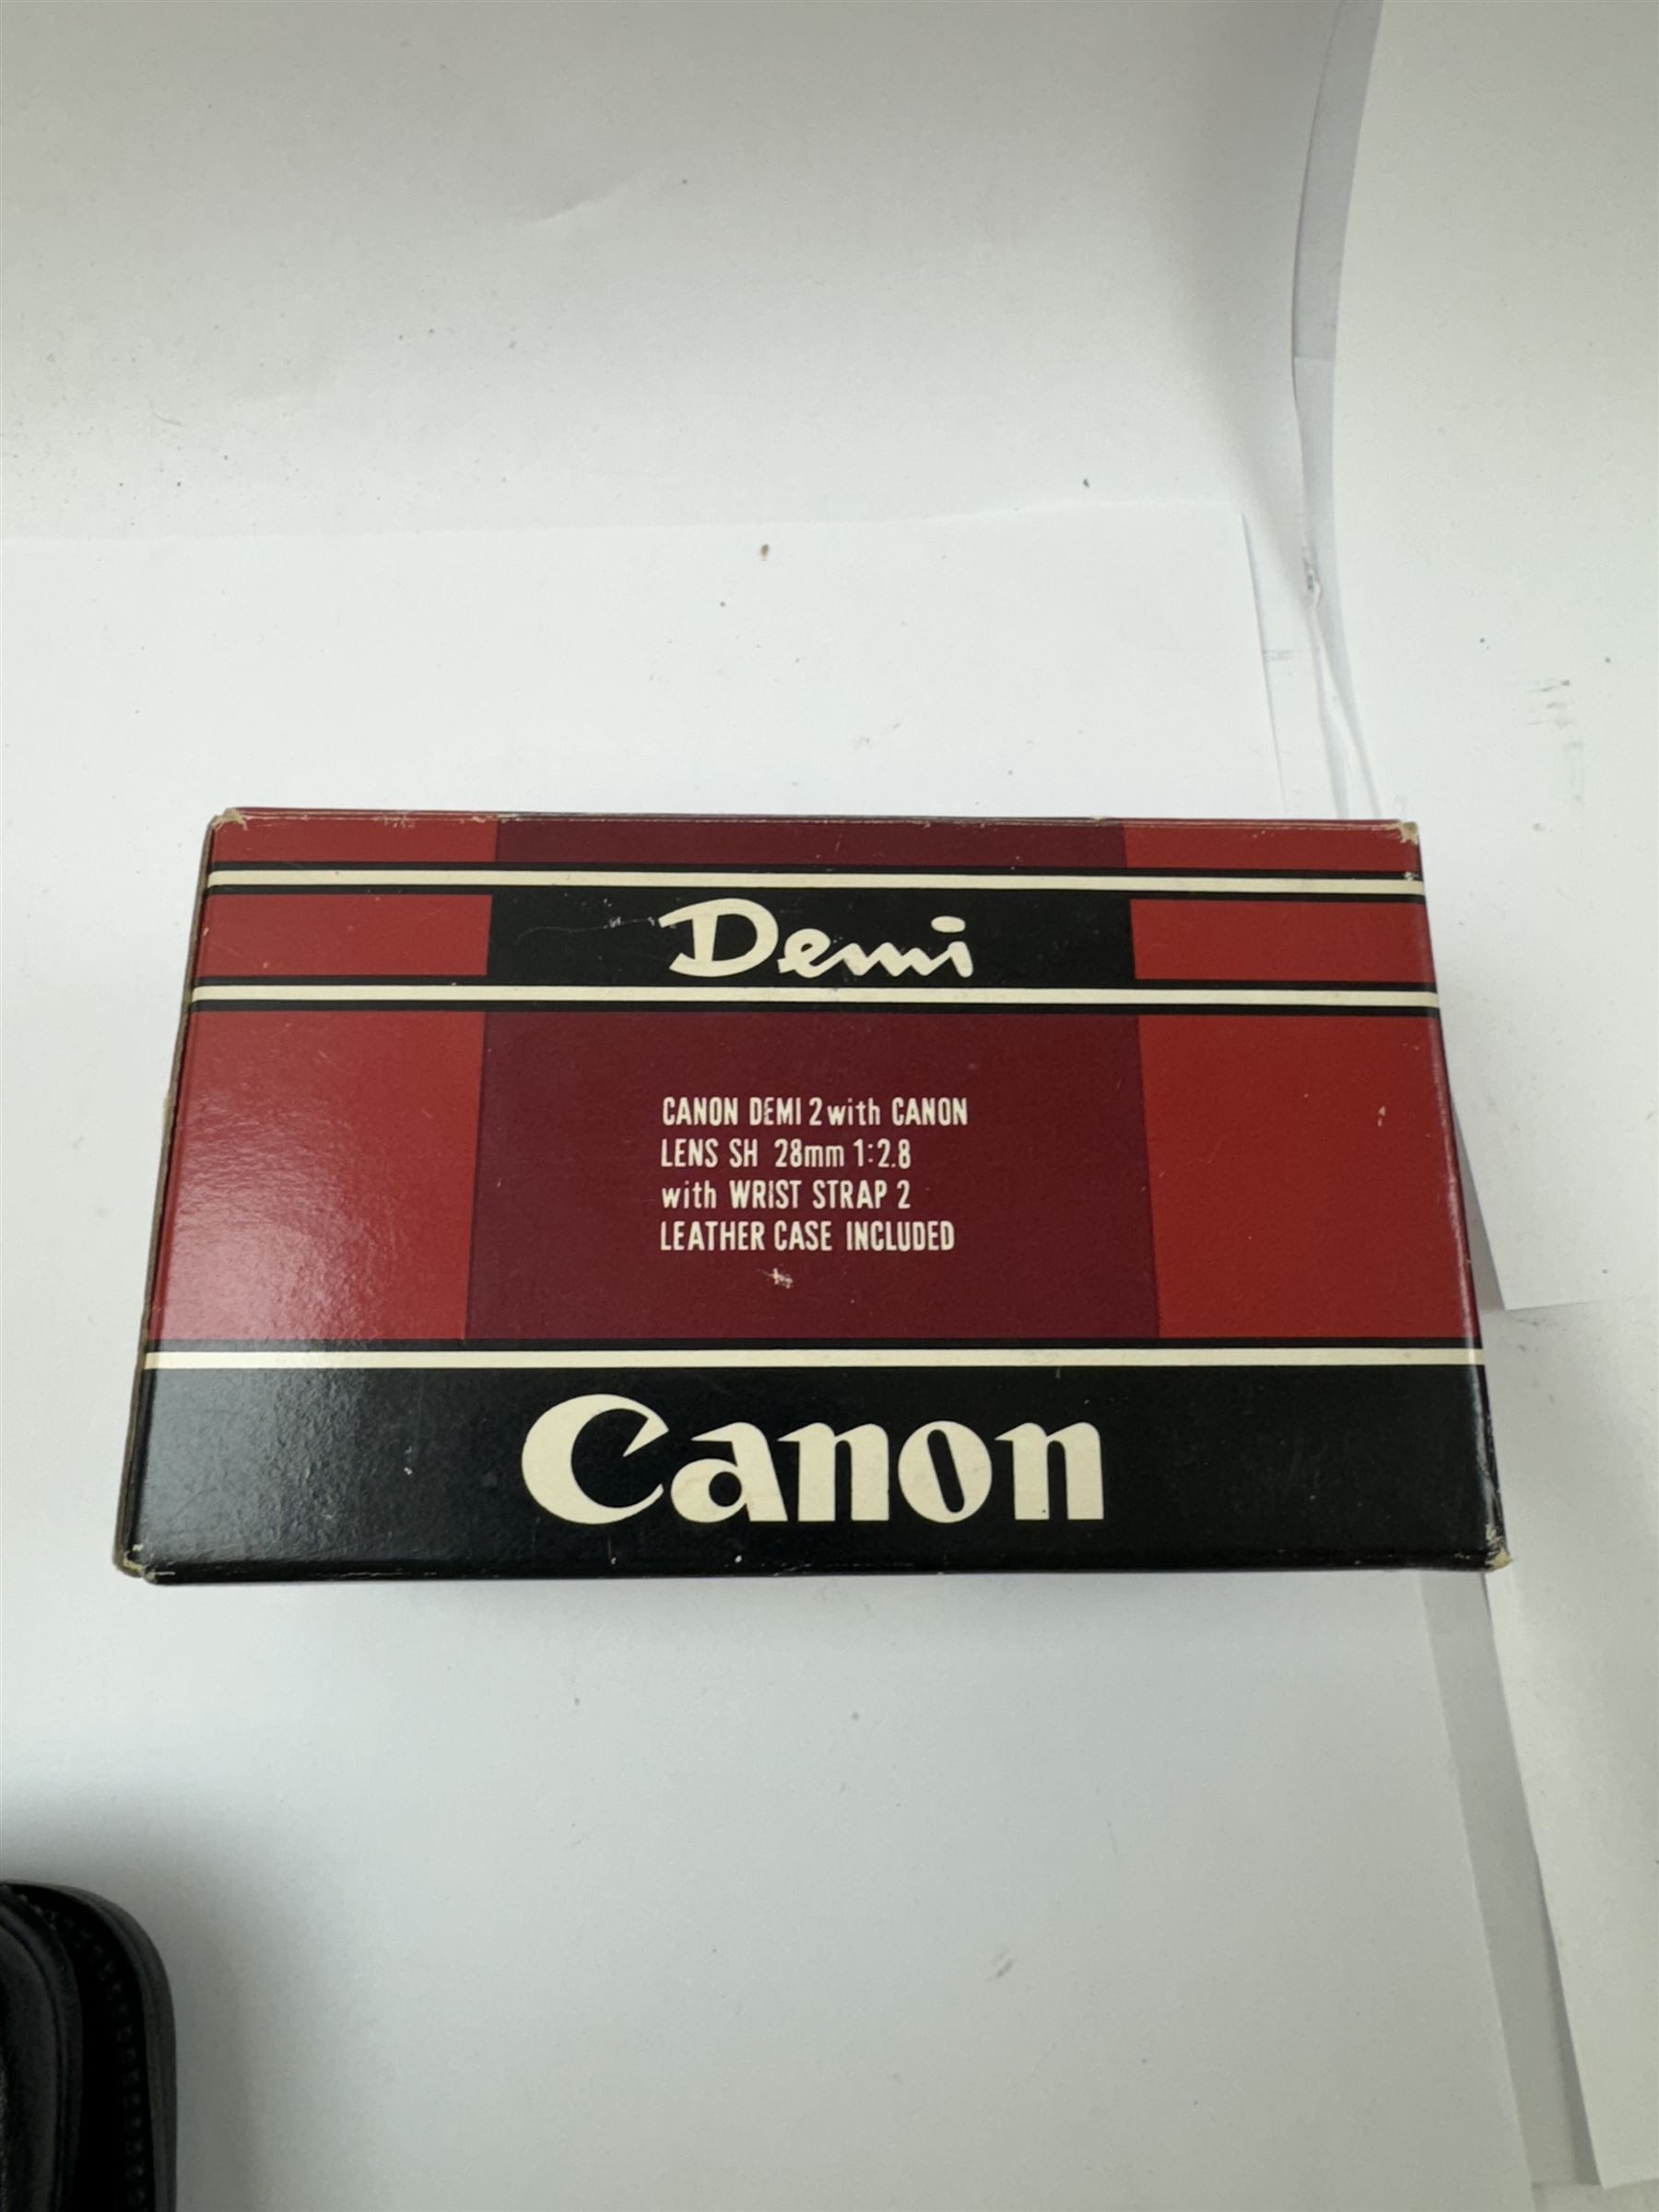 Demi
CANON DEMI 2 with CANON
LENS SH 28mm 1:2.8
with WRIST STRAP 2
LEATHER CASE INCLUDED
Canon